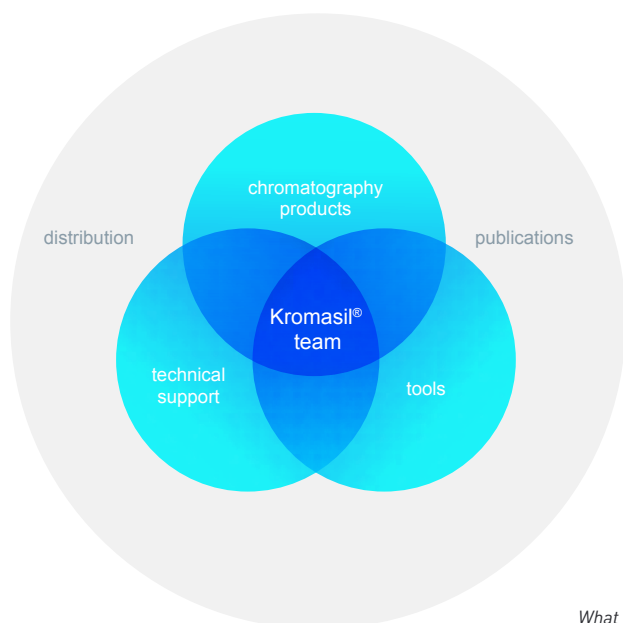 chromatography
products
distribution
publications
Kromasil®
team
technical
support
tools
What